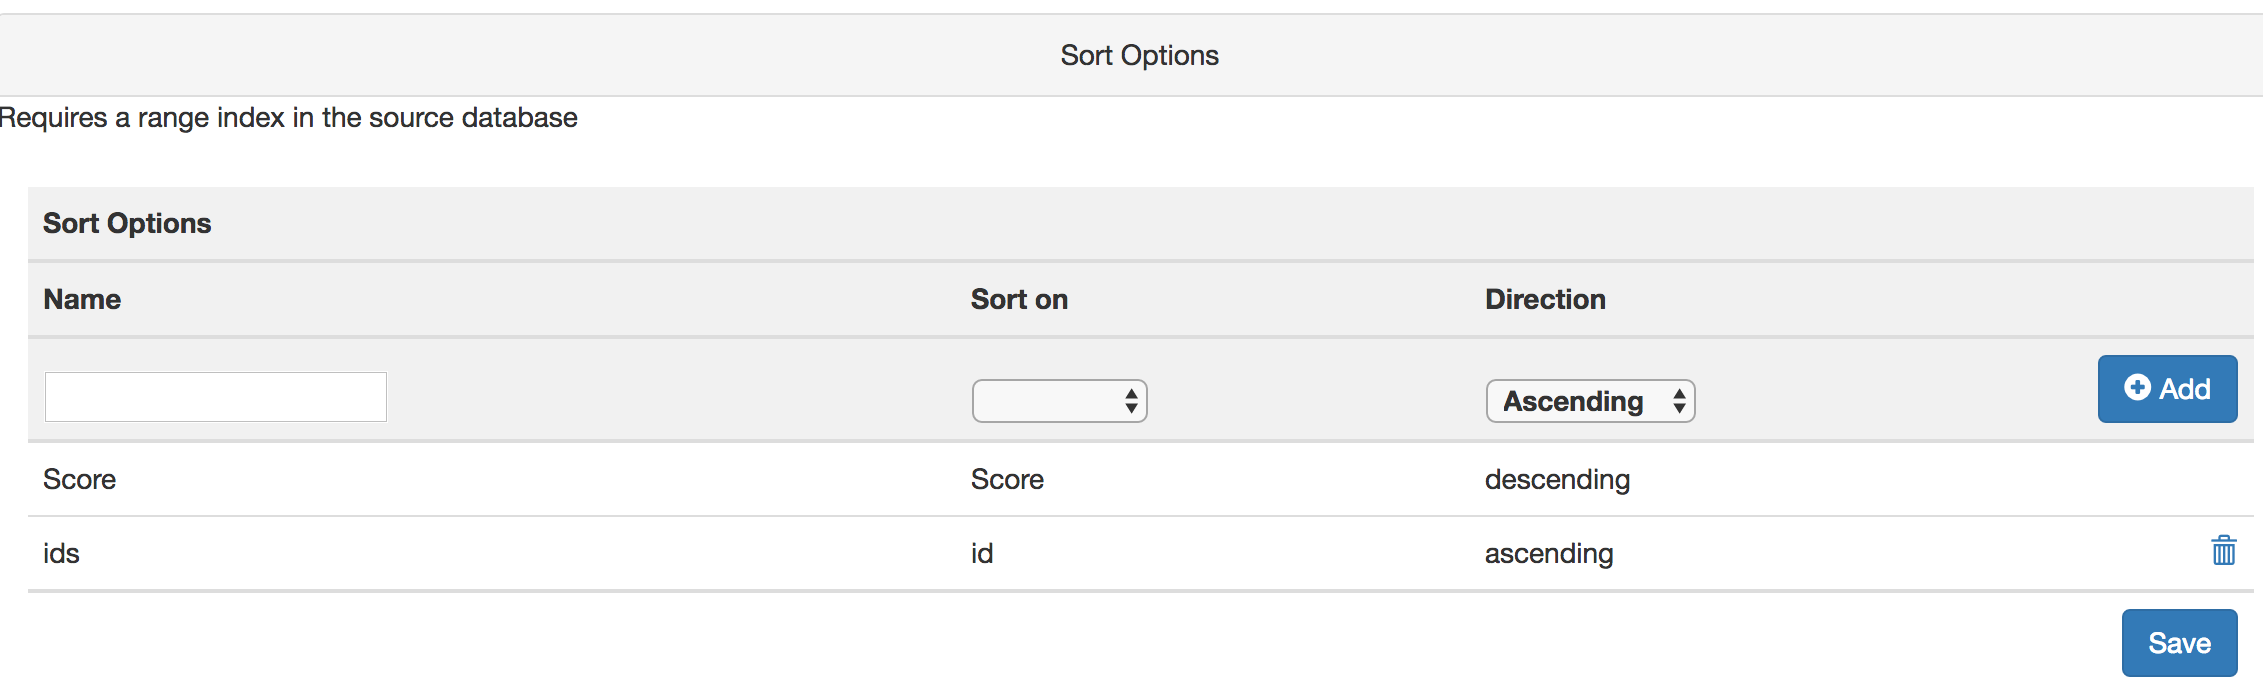 Sort Options
Requires a range index in the source database
Sort Options
Name Sort on Direction
Ascending Add
Score Score descending
ids id ascending
Save